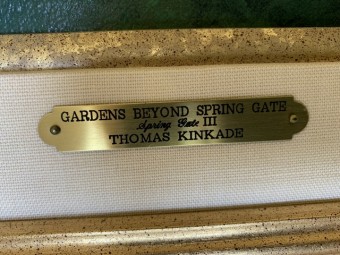 GARDENS BEYOND SPRING GATE
Spring Gate III
THOMAS KINKADE